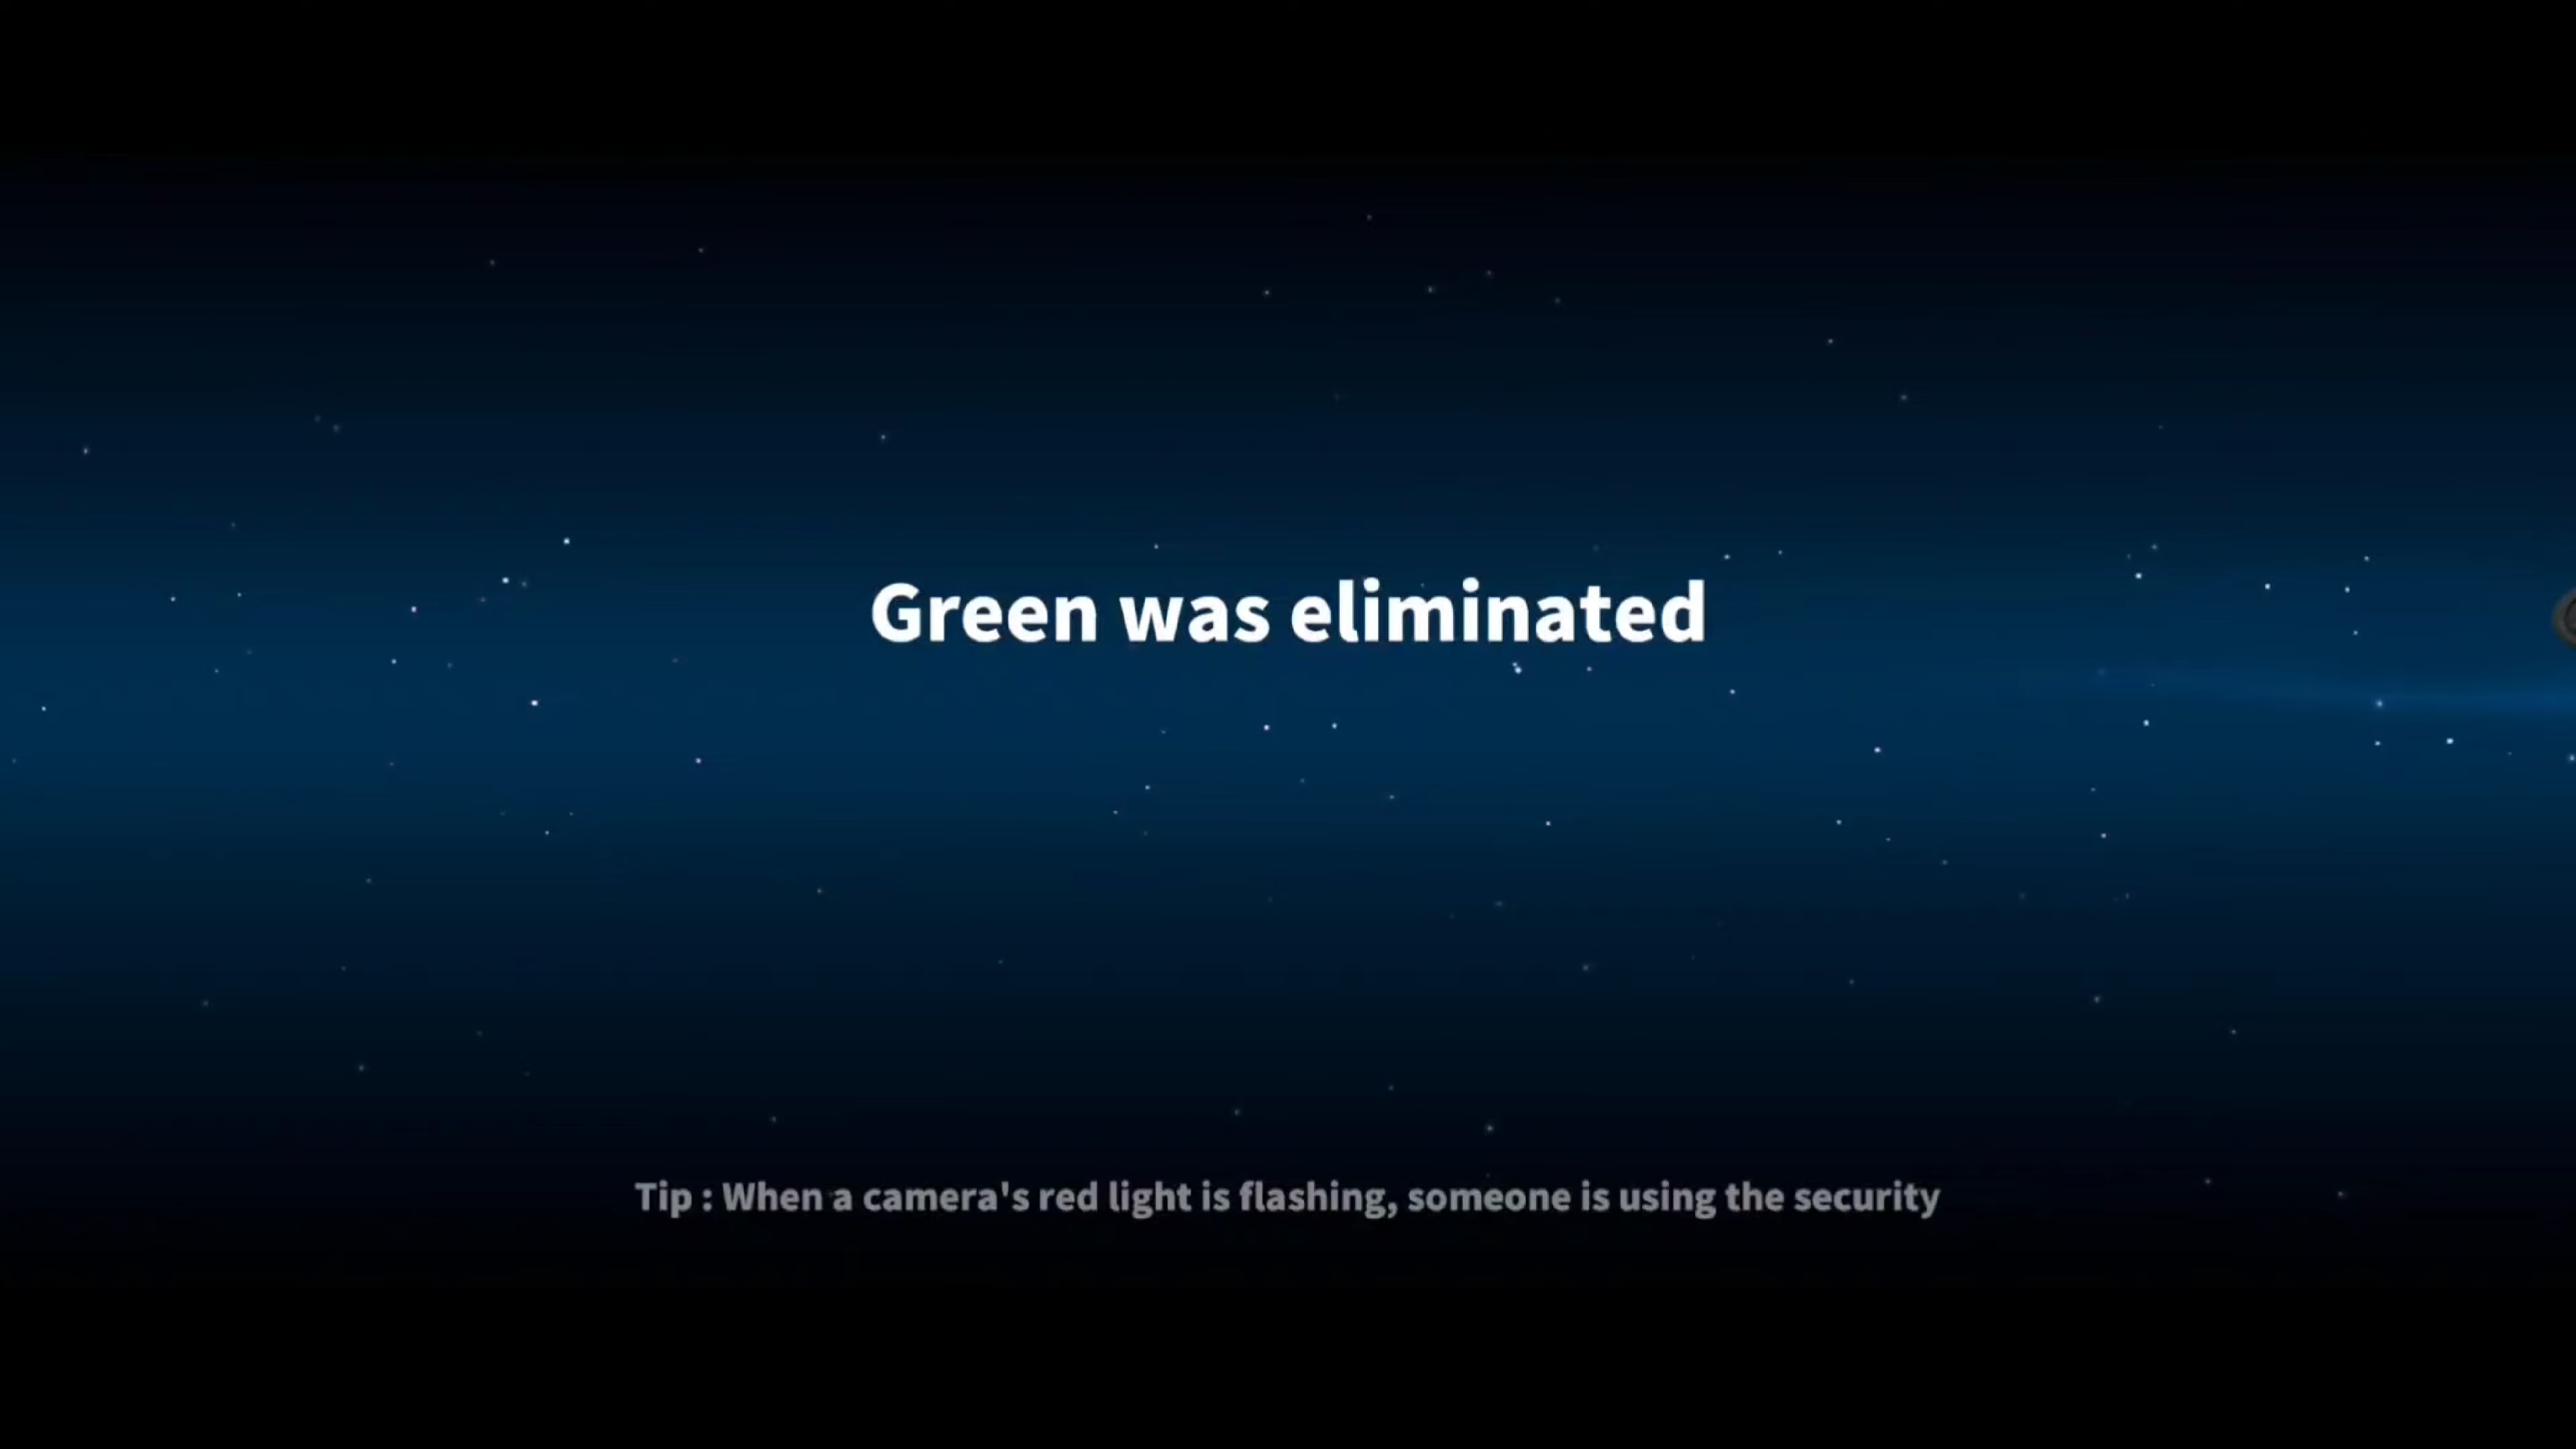 Green was eliminated
Tip : When a camera's red light is flashing, someone is using the security